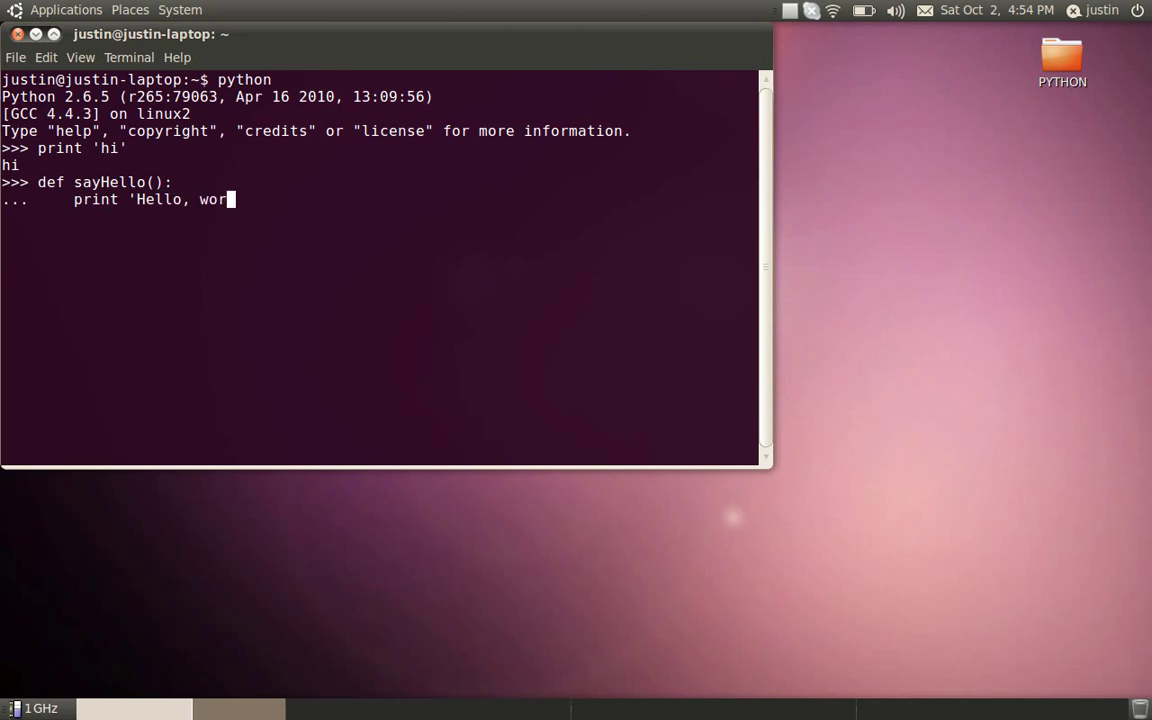 Applications Places System
Sat Oct 2, 4:54 PM justin
justin@justin-laptop: ~
File Edit View Terminal Help
justin@justin-laptop:~$ python
Python 2.6.5 (r265:79063, Apr 16 2010, 13:09:56)
[GCC 4.4.3] on linux2
Type "help", "copyright", "credits" or "license" for more information.
>>> print 'hi'
hi
>>> def sayHello():
...     print 'Hello, wor
PYTHON
1 GHz